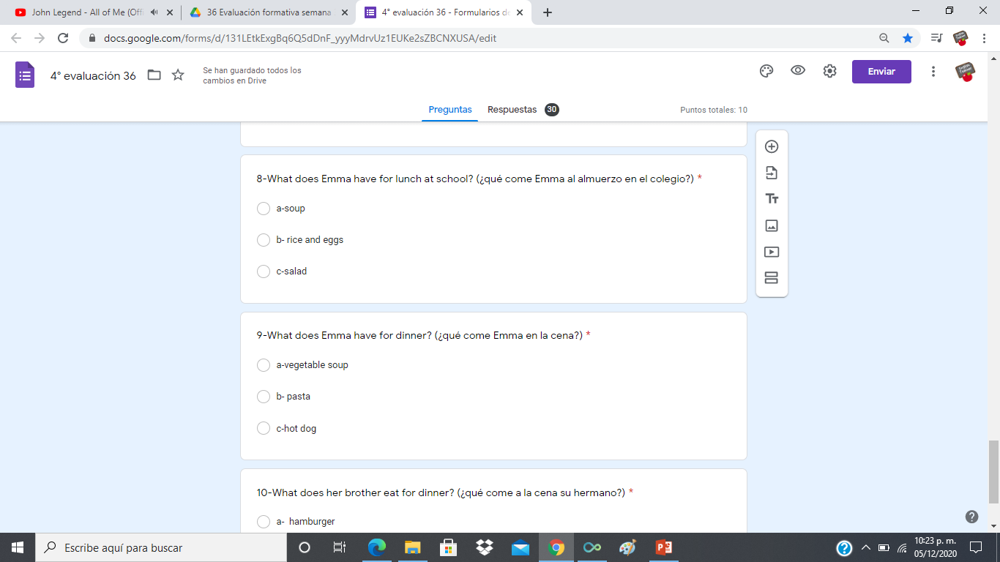 John Legend - All of Me (Offi
36 Evaluación formativa semana
4° evaluación 36 - Formularios de
docs.google.com/forms/d/131LEtkExgBq6Q5dDnF_yyyMdrvUz1EUKe2sZBCNXUSA/edit
4° evaluación 36
Se han guardado todos los
cambios en Drive
Enviar
Preguntas
Respuestas 30
Puntos totales: 10
8-What does Emma have for lunch at school? (¿qué come Emma al almuerzo en el colegio?) *
a-soup
b- rice and eggs
c-salad
9-What does Emma have for dinner? (¿qué come Emma en la cena?) *
a-vegetable soup
b- pasta
c-hot dog
10-What does her brother eat for dinner? (¿qué come a la cena su hermano?) *
a- hamburger
Escribe aquí para buscar
10:23 p. m.
05/12/2020